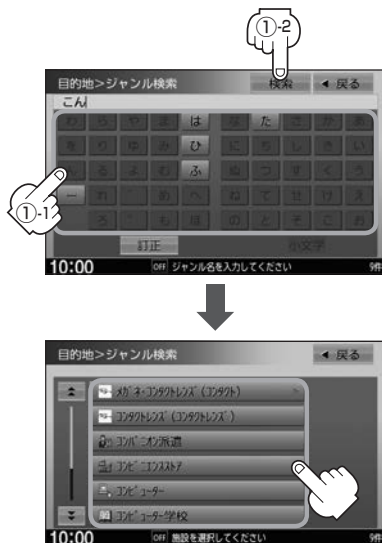 ①-2
目的地>ジャンル検索 検索 ◀戻る
こん
わ ら や ま は な た さ か あ
を り ゆ み ひ に ち し き い
ん る よ む ふ ぬ つ す く う
ー れ ゛ め へ ね て せ け え
ろ ゜ も ほ の と そ こ お
①-1
訂正 小文字
10:00 OFF ジャンル名を入力してください 9件
目的地>ジャンル検索 ◀戻る
メガネ・コンタクトレンズ (コンタクト)
コンタクトレンズ (コンタクトレンズ)
コンパニオン派遣
コンビニエンスストア
コンピューター
コンピューター学校
10:00 OFF 施設を選択してください 9件